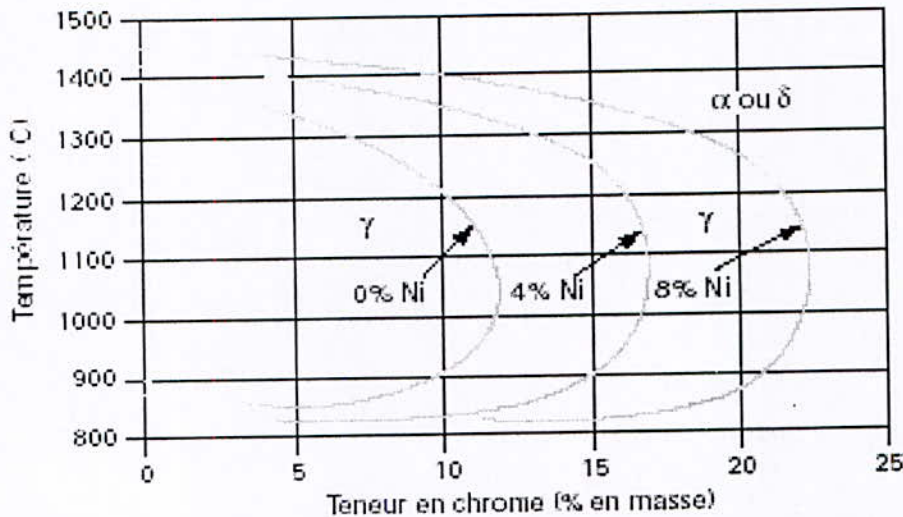 Température ( C)
1500
1400
1300
1200
1100
1000
900
800
α ou δ
γ
γ
0% Ni
4% Ni
8% Ni
0
5
10
15
20
25
Teneur en chrome (% en masse)